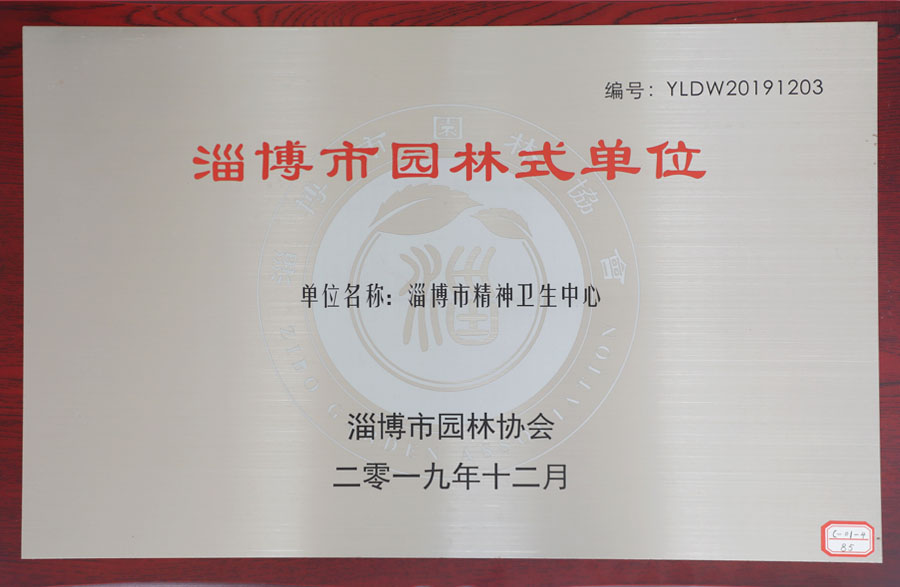 编号：YLDW20191203
淄博市园林式单位
单位名称：淄博市精神卫生中心
淄
淄博市园林协会
二零一九年十二月
85